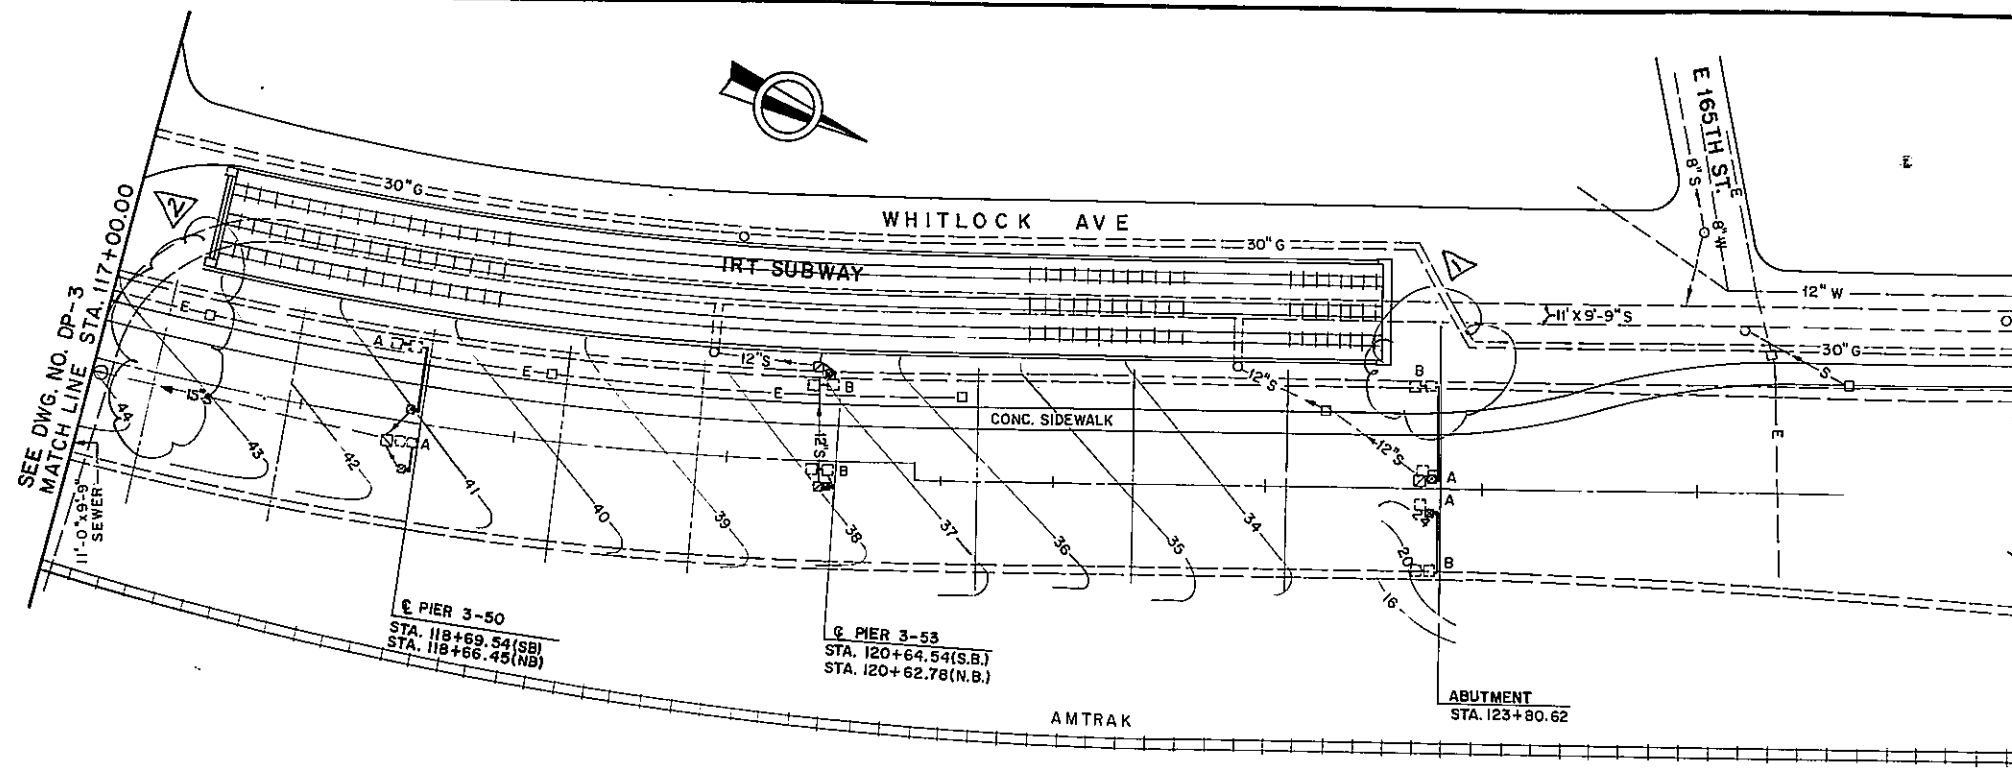 SEE DWG. NO. DP-3
MATCH LINE STA. 117+00.00
2
30"G
WHITLOCK AVE
30"G
1
IRT SUBWAY
E 165TH ST.
8"S
8"W
E
12" W
11' X 9'-9" S
30"G
S
E
E
A
12"S
E
B
E
12"S
B
CONC. SIDEWALK
15"S
A
12"S
B
12"S
A
A
B
44
43
42
41
40
39
38
37
36
35
34
24
20
16
11'-0"x9'-9"
SEWER
℄ PIER 3-50
STA. 118+69.54(SB)
STA. 118+66.45(NB)
℄ PIER 3-53
STA. 120+64.54(S.B.)
STA. 120+62.78(N.B.)
ABUTMENT
STA. 123+80.62
AMTRAK